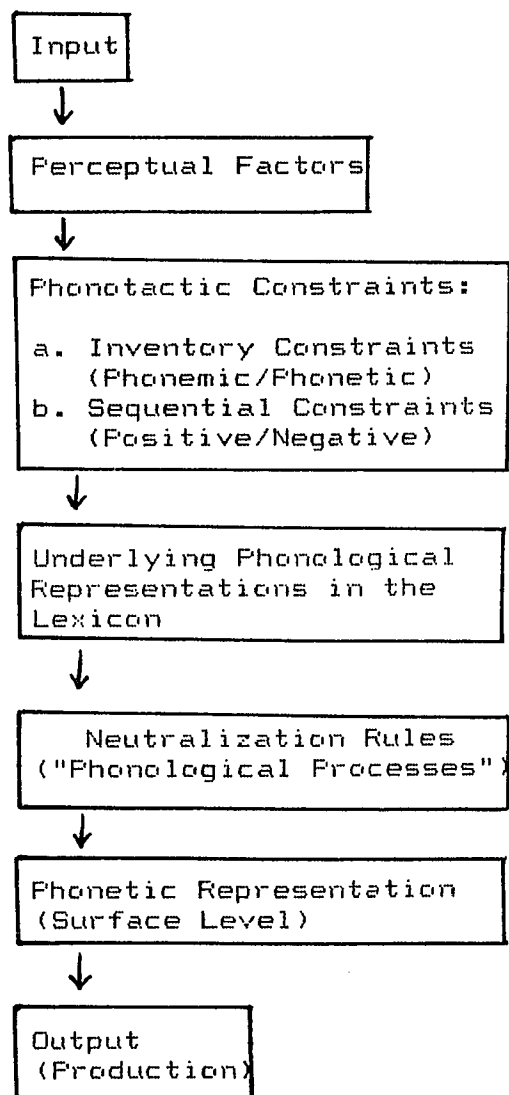 Input
Perceptual Factors
Phonotactic Constraints:
a. Inventory Constraints
(Phonemic/Phonetic)
b. Sequential Constraints
(Positive/Negative)
Underlying Phonological
Representations in the
Lexicon
Neutralization Rules
("Phonological Processes")
Phonetic Representation
(Surface Level)
Output
(Production)